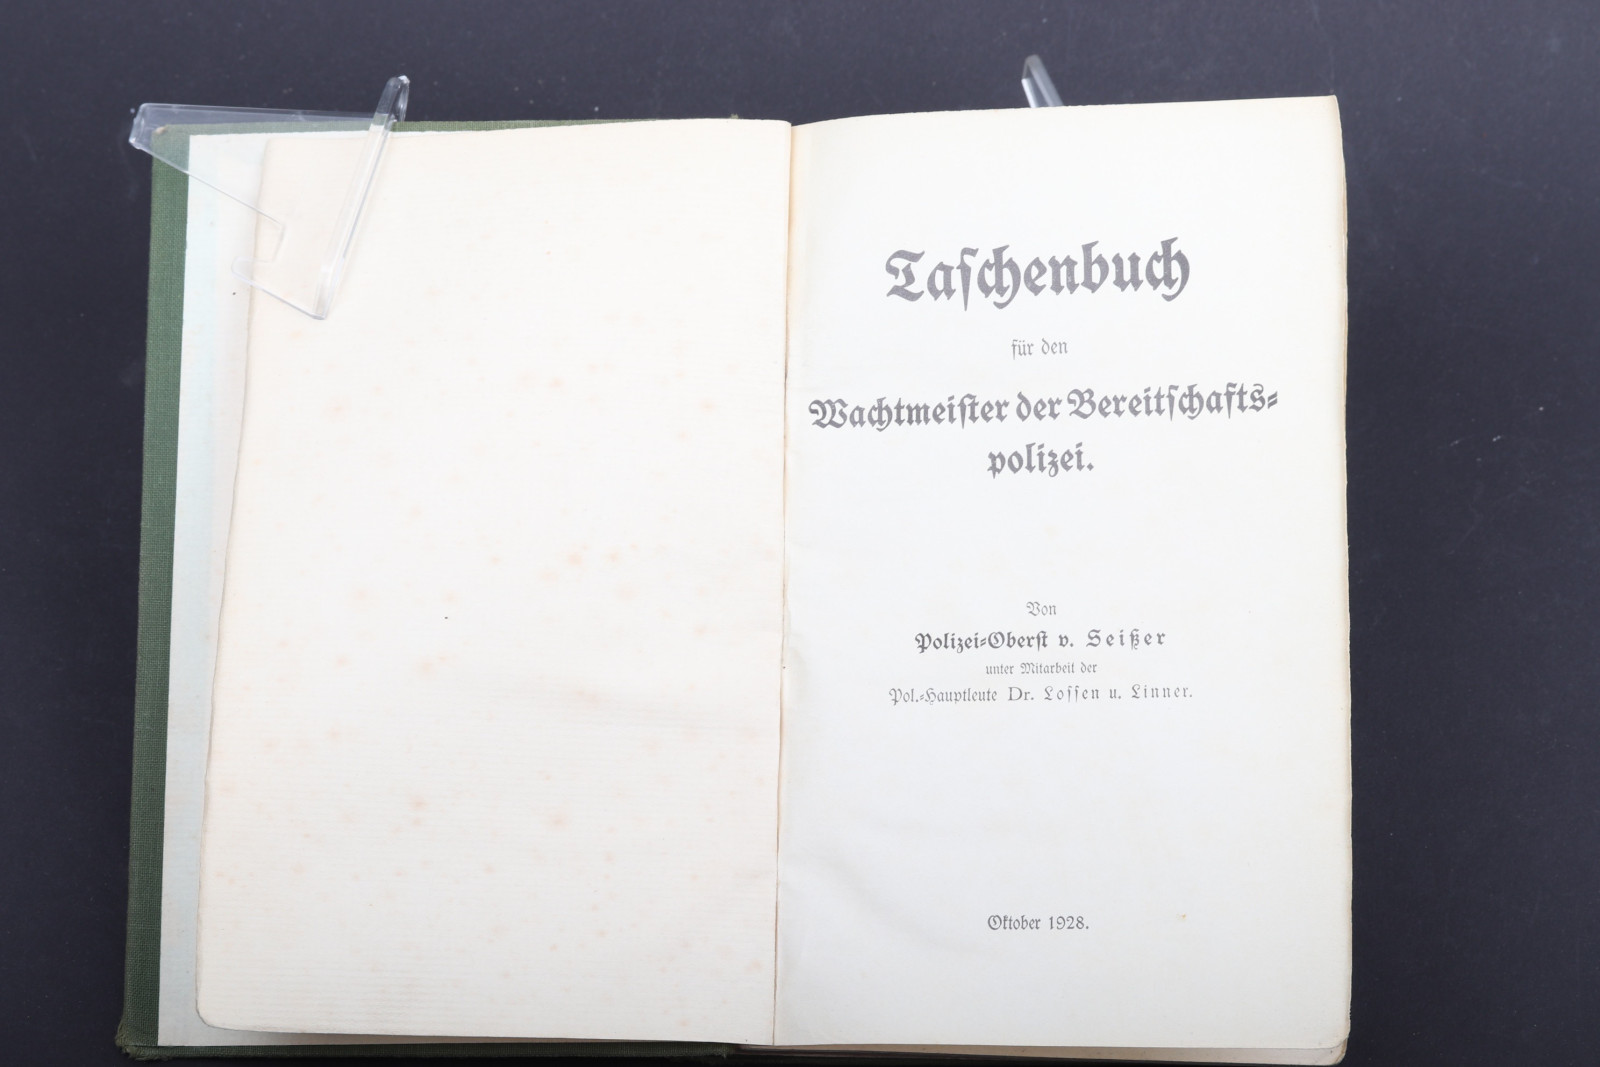 Taſchenbuch
für den
Wachtmeiſter der Bereitſchafts⸗
polizei.
Von
Polizei⸗Oberſt v. Seißer
unter Mitarbeit der
Pol.⸗Hauptleute Dr. Loſſen u. Linner.
Oktober 1928.